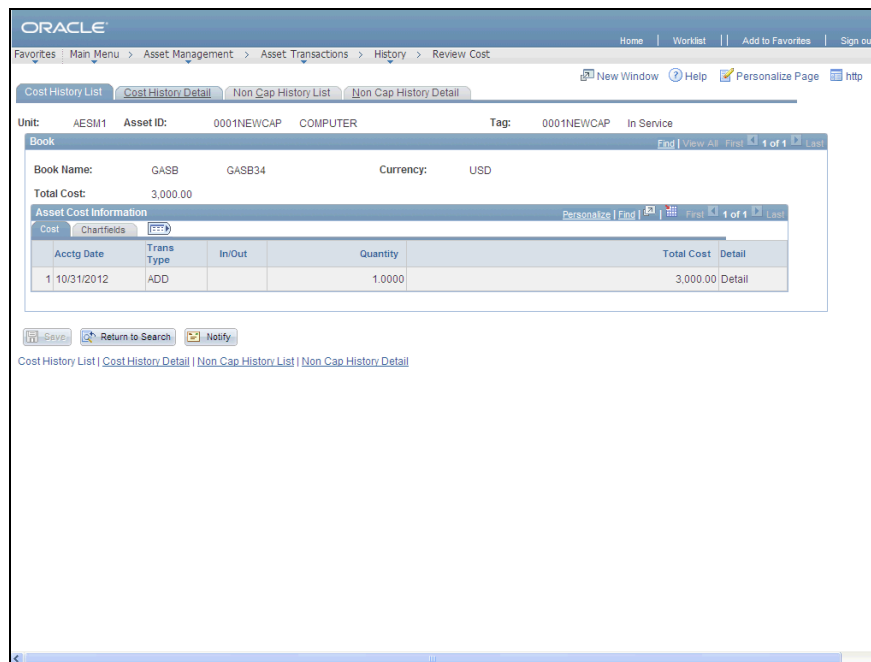 ORACLE
Home | Worklist | | Add to Favorites | Sign ou
Favorites Main Menu > Asset Management > Asset Transactions > History > Review Cost
New Window Help Personalize Page http
Cost History List Cost History Detail Non Cap History List Non Cap History Detail
Unit: AESM1 Asset ID: 0001NEWCAP COMPUTER Tag: 0001NEWCAP In Service
Book Find | View All First 1 of 1 Last
Book Name: GASB GASB34 Currency: USD
Total Cost: 3,000.00
Asset Cost Information Personalize | Find | | First 1 of 1 Last
Cost Chartfields
Acctg Date Trans Type In/Out Quantity Total Cost Detail
1 10/31/2012 ADD 1.0000 3,000.00 Detail
Save Return to Search Notify
Cost History List | Cost History Detail | Non Cap History List | Non Cap History Detail